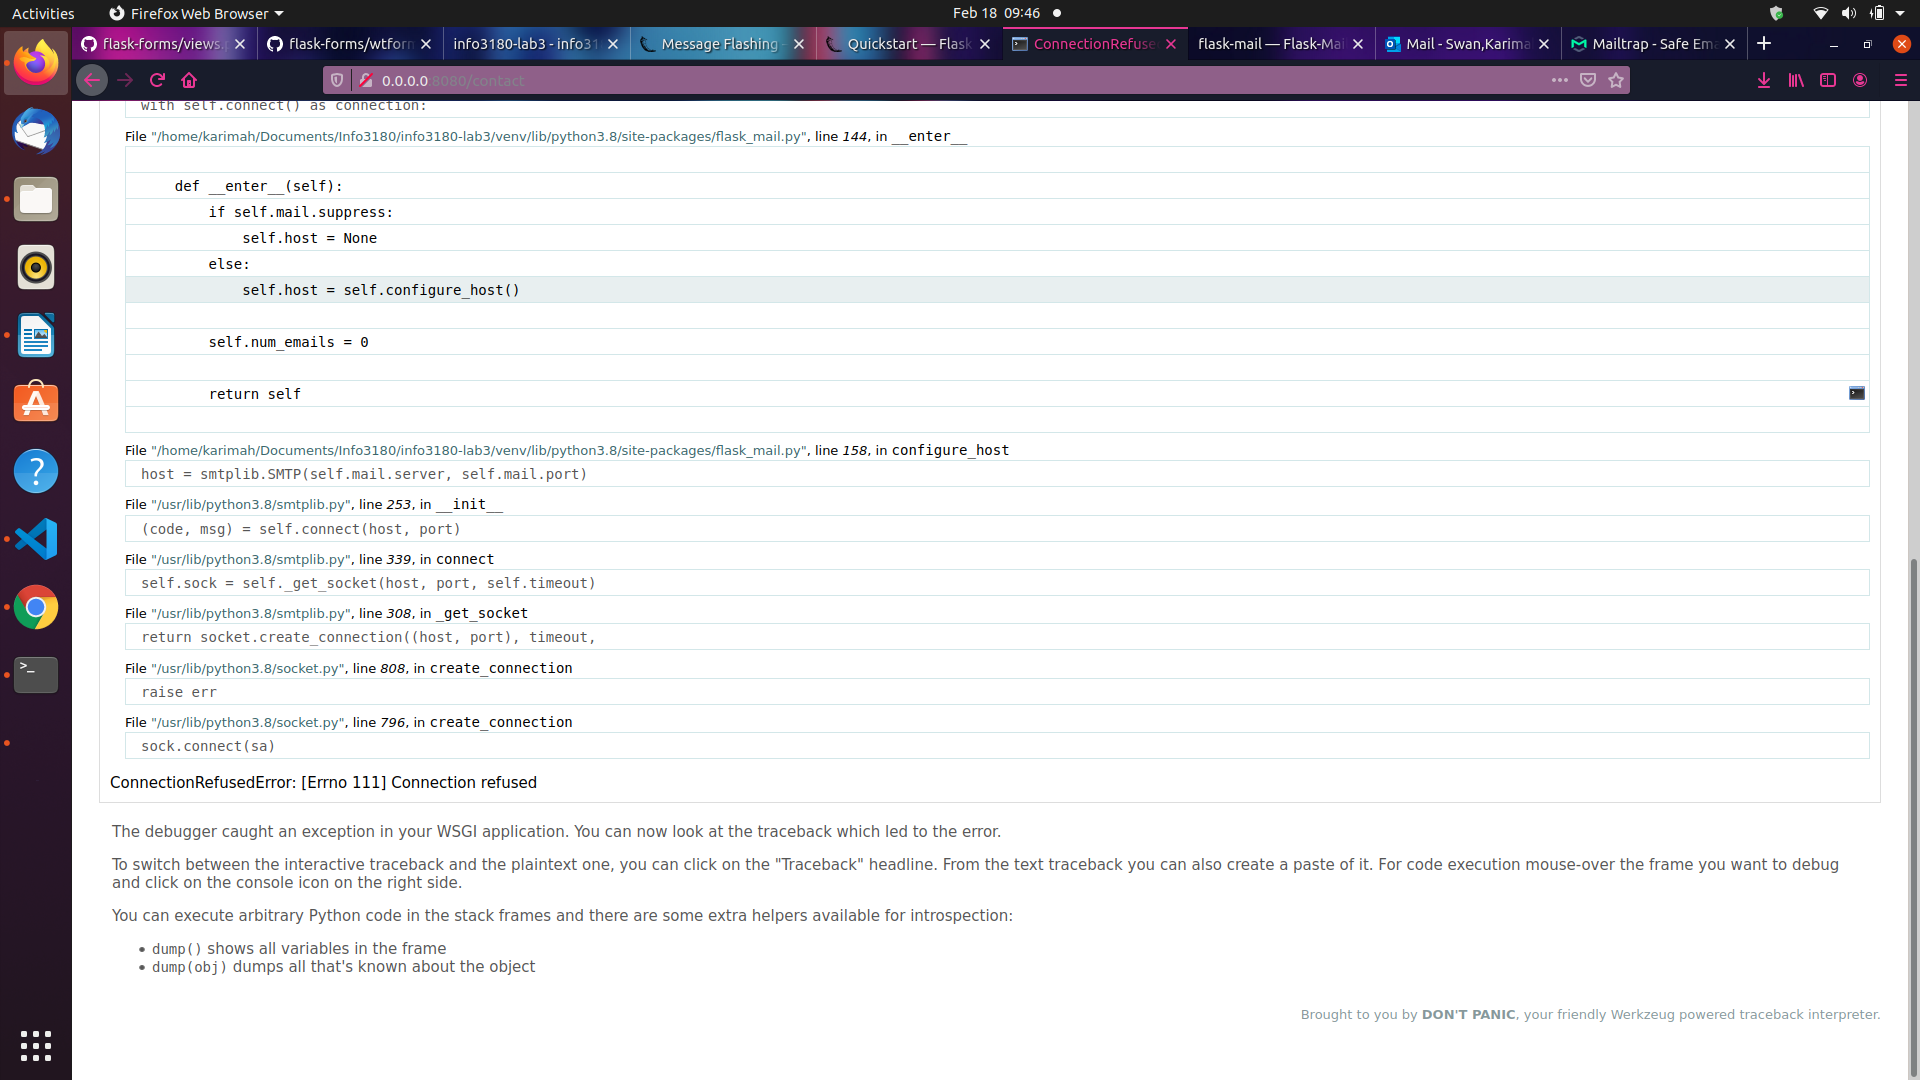 Activities
Firefox Web Browser
Feb 18 09:46
flask-forms/views.
flask-forms/wtforn
info3180-lab3 - info31
Message Flashing
Quickstart — Flask
ConnectionRefuse
flask-mail — Flask-Ma
Mail - Swan,Karima
Mailtrap - Safe Ema
0.0.0.0:8080/contact
with self.connect() as connection:
File "/home/karimah/Documents/Info3180/info3180-lab3/venv/lib/python3.8/site-packages/flask_mail.py", line 144, in __enter__
def __enter__(self):
if self.mail.suppress:
self.host = None
else:
self.host = self.configure_host()
self.num_emails = 0
return self
File "/home/karimah/Documents/Info3180/info3180-lab3/venv/lib/python3.8/site-packages/flask_mail.py", line 158, in configure_host
host = smtplib.SMTP(self.mail.server, self.mail.port)
File "/usr/lib/python3.8/smtplib.py", line 253, in __init__
(code, msg) = self.connect(host, port)
File "/usr/lib/python3.8/smtplib.py", line 339, in connect
self.sock = self._get_socket(host, port, self.timeout)
File "/usr/lib/python3.8/smtplib.py", line 308, in _get_socket
return socket.create_connection((host, port), timeout,
File "/usr/lib/python3.8/socket.py", line 808, in create_connection
raise err
File "/usr/lib/python3.8/socket.py", line 796, in create_connection
sock.connect(sa)
ConnectionRefusedError: [Errno 111] Connection refused
The debugger caught an exception in your WSGI application. You can now look at the traceback which led to the error.
To switch between the interactive traceback and the plaintext one, you can click on the "Traceback" headline. From the text traceback you can also create a paste of it. For code execution mouse-over the frame you want to debug
and click on the console icon on the right side.
You can execute arbitrary Python code in the stack frames and there are some extra helpers available for introspection:
• dump() shows all variables in the frame
• dump(obj) dumps all that's known about the object
Brought to you by DON'T PANIC, your friendly Werkzeug powered traceback interpreter.